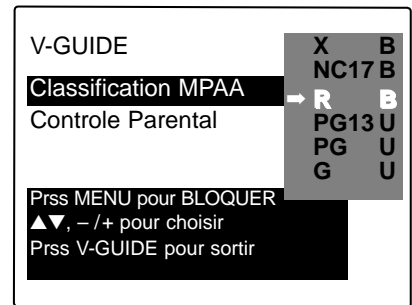 V-GUIDE
Classification MPAA
Controle Parental
X B
NC17 B
➡ R B
PG13 U
PG U
G U
Prss MENU pour BLOQUER
▲▼, – /+ pour choisir
Prss V-GUIDE pour sortir